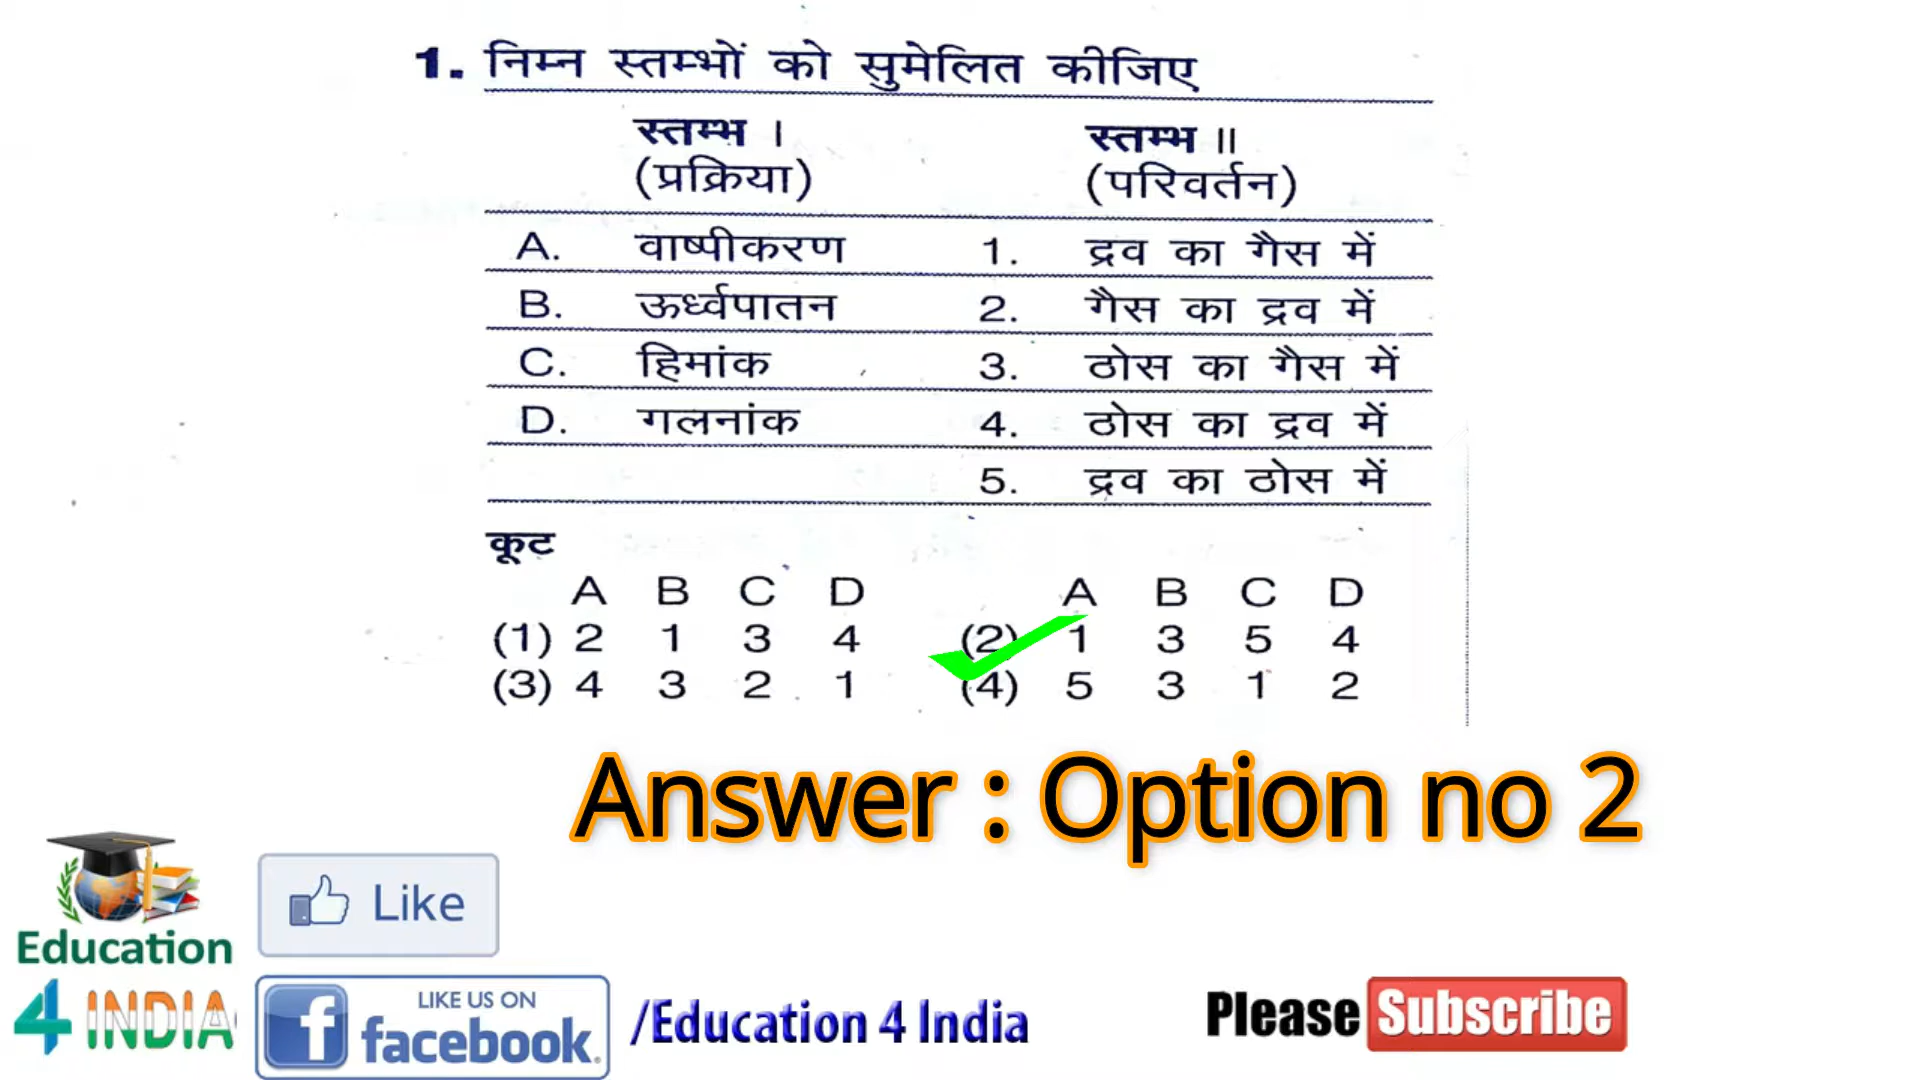 1. निम्न स्तम्भों को सुमेलित कीजिए
स्तम्भ I स्तम्भ II
(प्रक्रिया) (परिवर्तन)
A. वाष्पीकरण 1. द्रव का गैस में
B. ऊर्ध्वपातन 2. गैस का द्रव में
C. हिमांक 3. ठोस का गैस में
D. गलनांक 4. ठोस का द्रव में
5. द्रव का ठोस में
कूट
A B C D A B C D
(1) 2 1 3 4 (2) 1 3 5 4
(3) 4 3 2 1 (4) 5 3 1 2
Answer : Option no 2
Education
4 INDIA
Like
LIKE US ON
facebook
/Education 4 India
Please Subscribe